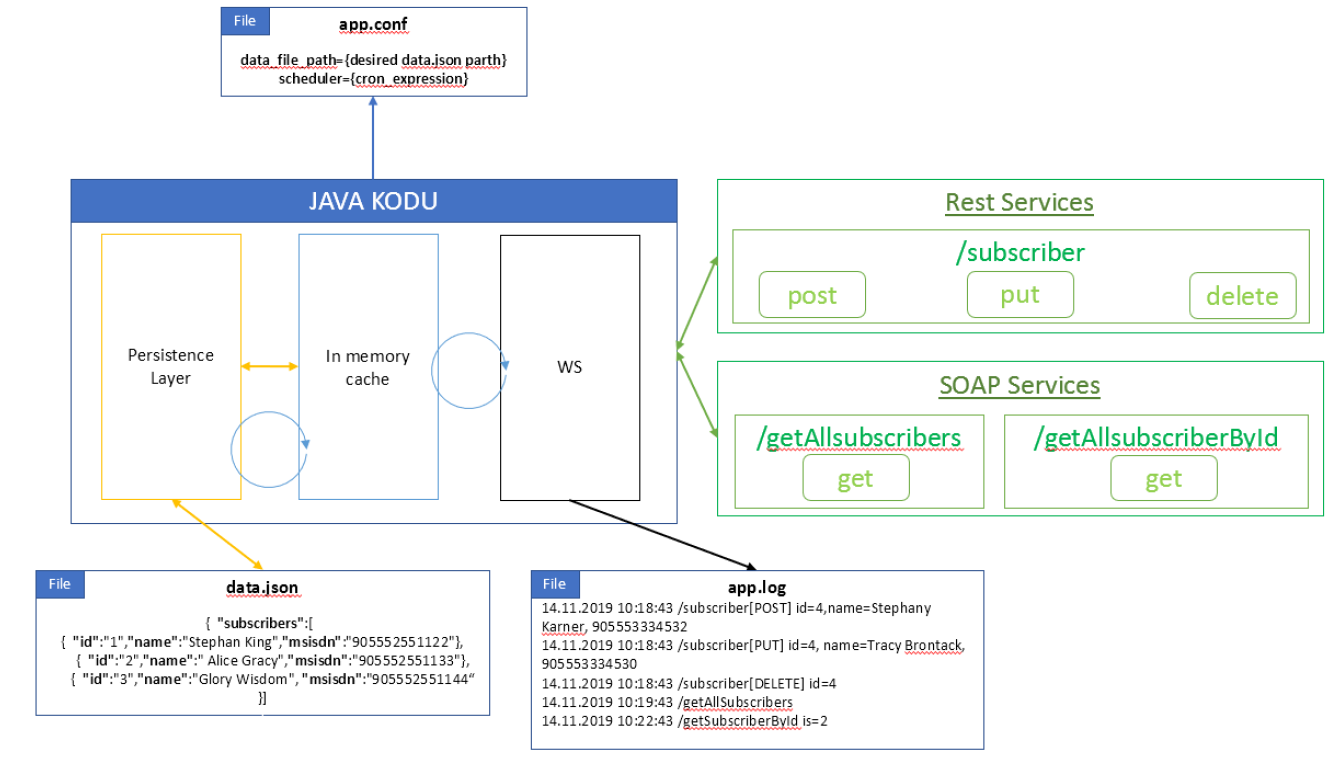 File
app.conf
data_file_path={desired data.json parth}
scheduler={cron_expression}
JAVA KODU
Persistence
Layer
In memory
cache
WS
Rest Services
/subscriber
post
put
delete
SOAP Services
/getAllsubscribers
get
/getAllsubscriberById
get
File
data.json
{ "subscribers":[
{ "id":"1","name":"Stephan King","msisdn":"905552551122"},
{ "id":"2","name":" Alice Gracy","msisdn":"905552551133"},
{ "id":"3","name":"Glory Wisdom", "msisdn":"905552551144“
}]
File
app.log
14.11.2019 10:18:43 /subscriber[POST] id=4,name=Stephany
Karner, 905553334532
14.11.2019 10:18:43 /subscriber[PUT] id=4, name=Tracy Brontack,
905553334530
14.11.2019 10:18:43 /subscriber[DELETE] id=4
14.11.2019 10:19:43 /getAllSubscribers
14.11.2019 10:22:43 /getSubscriberById is=2